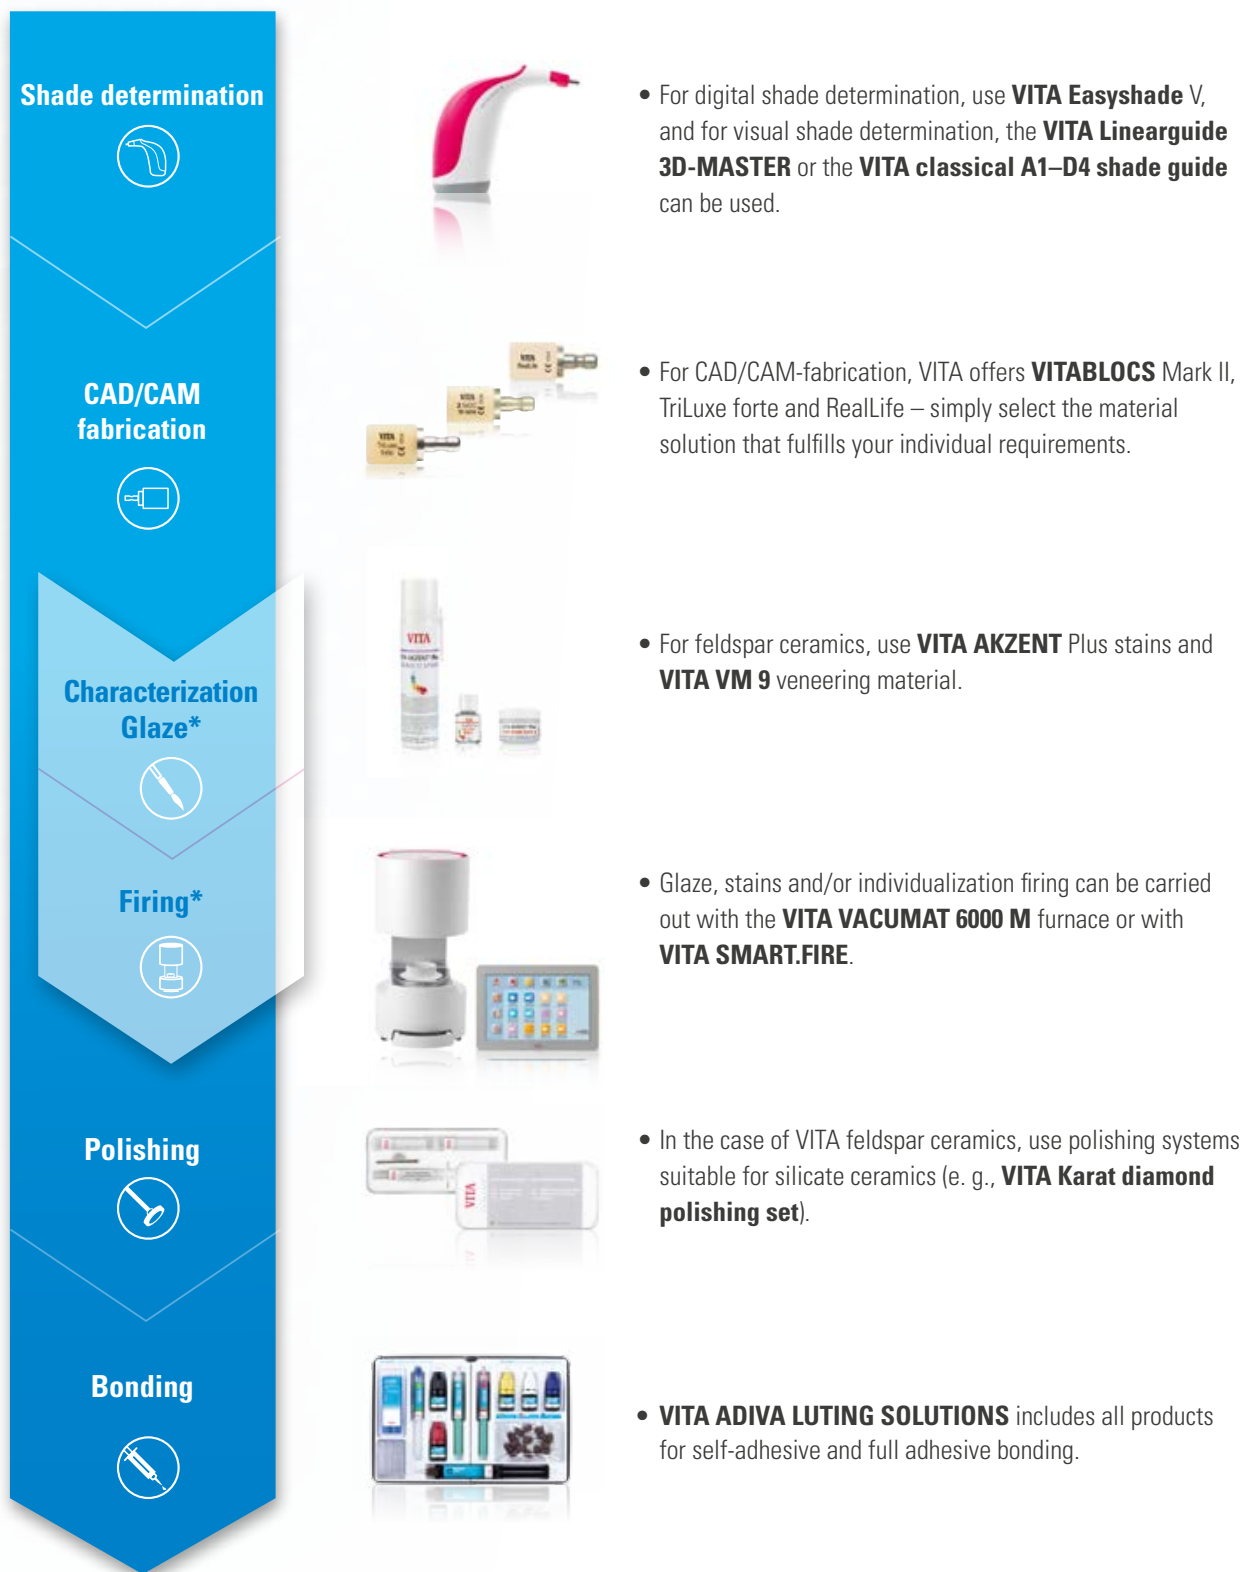 Shade determination
• For digital shade determination, use VITA Easyshade V,
and for visual shade determination, the VITA Linearguide
3D-MASTER or the VITA classical A1–D4 shade guide
can be used.
CAD/CAM
fabrication
• For CAD/CAM-fabrication, VITA offers VITABLOCS Mark II,
TriLuxe forte and RealLife – simply select the material
solution that fulfills your individual requirements.
VITA
VITA
VITA
Characterization
Glaze*
VITA
• For feldspar ceramics, use VITA AKZENT Plus stains and
VITA VM 9 veneering material.
Firing*
• Glaze, stains and/or individualization firing can be carried
out with the VITA VACUMAT 6000 M furnace or with
VITA SMART.FIRE.
Polishing
VITA
• In the case of VITA feldspar ceramics, use polishing systems
suitable for silicate ceramics (e. g., VITA Karat diamond
polishing set).
Bonding
• VITA ADIVA LUTING SOLUTIONS includes all products
for self-adhesive and full adhesive bonding.